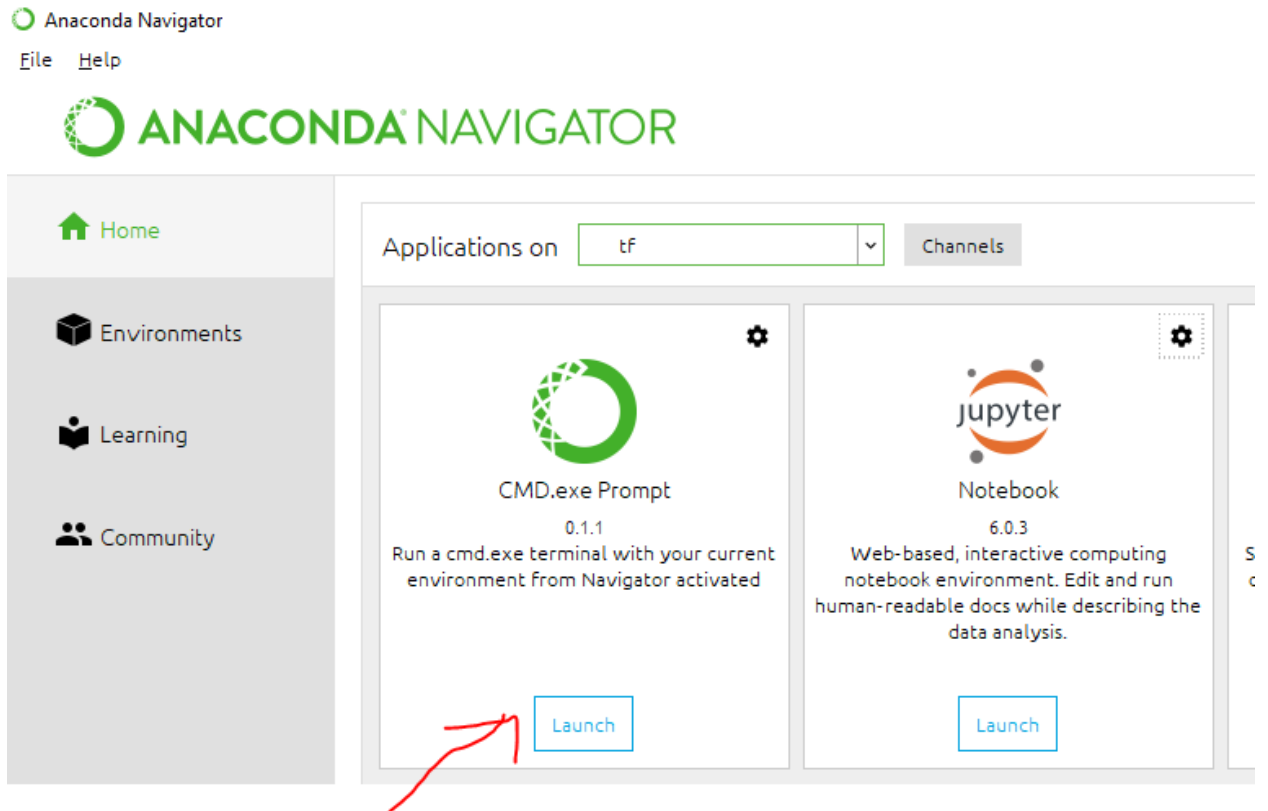 Anaconda Navigator
File Help
ANACONDA NAVIGATOR
Home
Environments
Learning
Community
Applications on tf Channels
CMD.exe Prompt
0.1.1
Run a cmd.exe terminal with your current
environment from Navigator activated
Launch
jupyter
Notebook
6.0.3
Web-based, interactive computing
notebook environment. Edit and run
human-readable docs while describing the
data analysis.
Launch